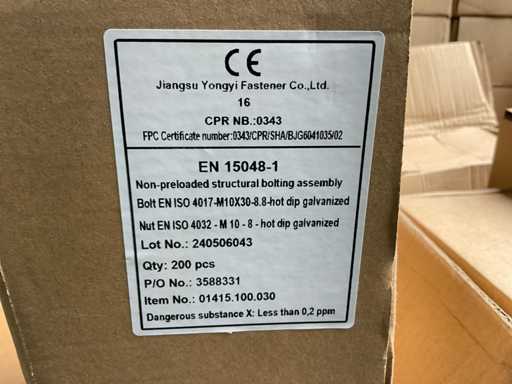 CE
Jiangsu Yongyi Fastener Co.,Ltd.
16
CPR NB.:0343
FPC Certificate number:0343/CPR/SHA/BJG6041035/02
EN 15048-1
Non-preloaded structural bolting assembly
Bolt EN ISO 4017-M10X30-8.8-hot dip galvanized
Nut EN ISO 4032 - M 10 - 8 - hot dip galvanized
Lot No.: 240506043
Qty: 200 pcs
P/O No.: 3588331
Item No.: 01415.100.030
Dangerous substance X: Less than 0,2 ppm